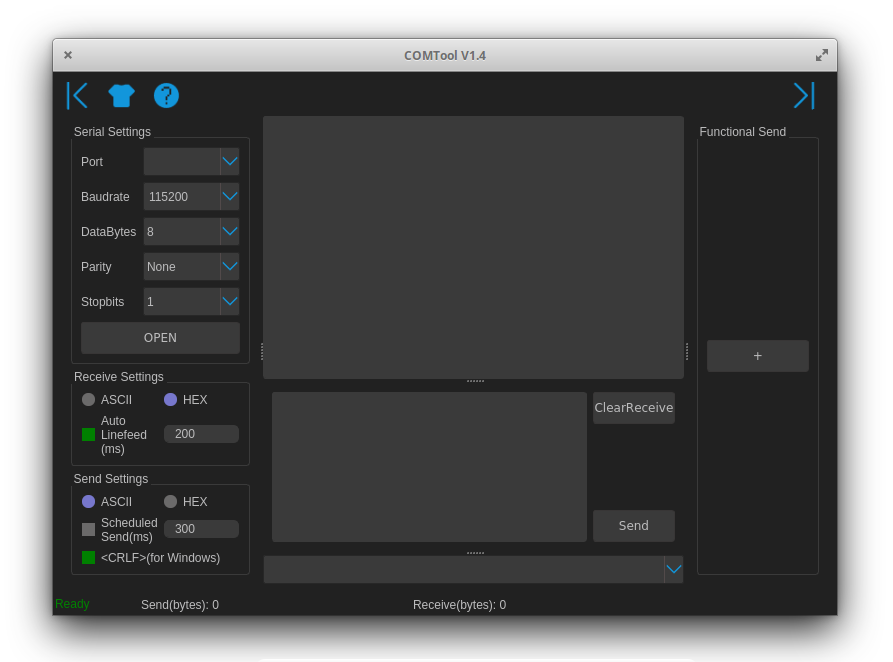 COMTool V1.4
?
Serial Settings
Port
Baudrate 115200
DataBytes 8
Parity None
Stopbits 1
OPEN
Receive Settings
ASCII HEX
Auto
Linefeed
(ms)
200
Send Settings
ASCII HEX
Scheduled
Send(ms)
300
<CRLF>(for Windows)
ClearReceive
Send
Functional Send
+
Ready Send(bytes): 0 Receive(bytes): 0